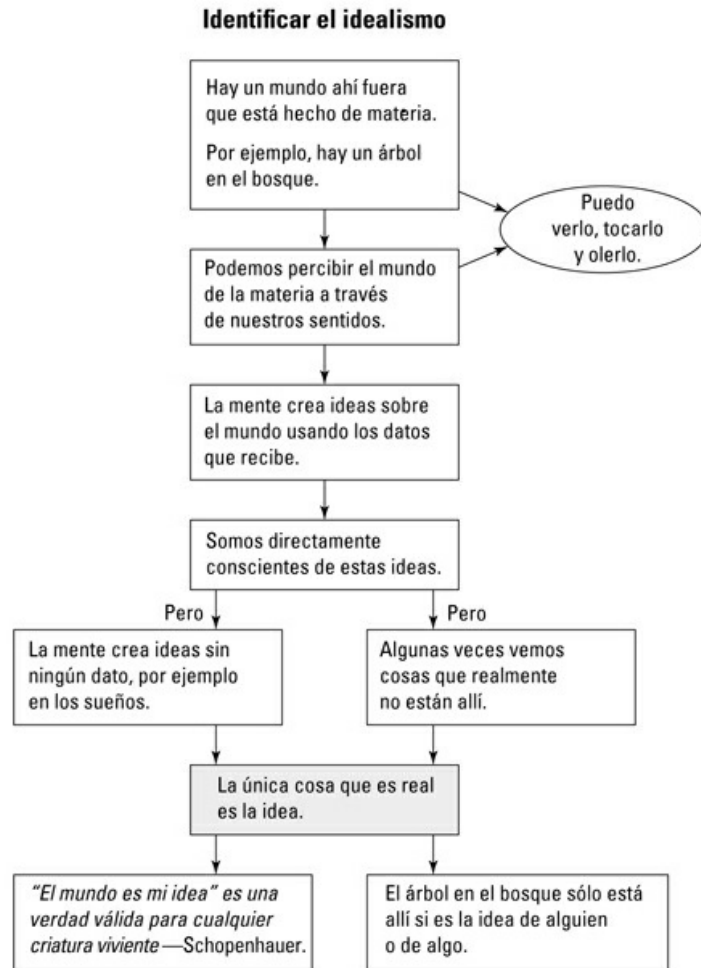 Identificar el idealismo
Hay un mundo ahí fuera
que está hecho de materia.
Por ejemplo, hay un árbol
en el bosque.
Puedo
verlo, tocarlo
y olerlo.
Podemos percibir el mundo
de la materia a través
de nuestros sentidos.
La mente crea ideas sobre
el mundo usando los datos
que recibe.
Somos directamente
conscientes de estas ideas.
Pero
Pero
La mente crea ideas sin
ningún dato, por ejemplo
en los sueños.
Algunas veces vemos
cosas que realmente
no están allí.
La única cosa que es real
es la idea.
“El mundo es mi idea” es una
verdad válida para cualquier
criatura viviente —Schopenhauer.
El árbol en el bosque sólo está
allí si es la idea de alguien
o de algo.